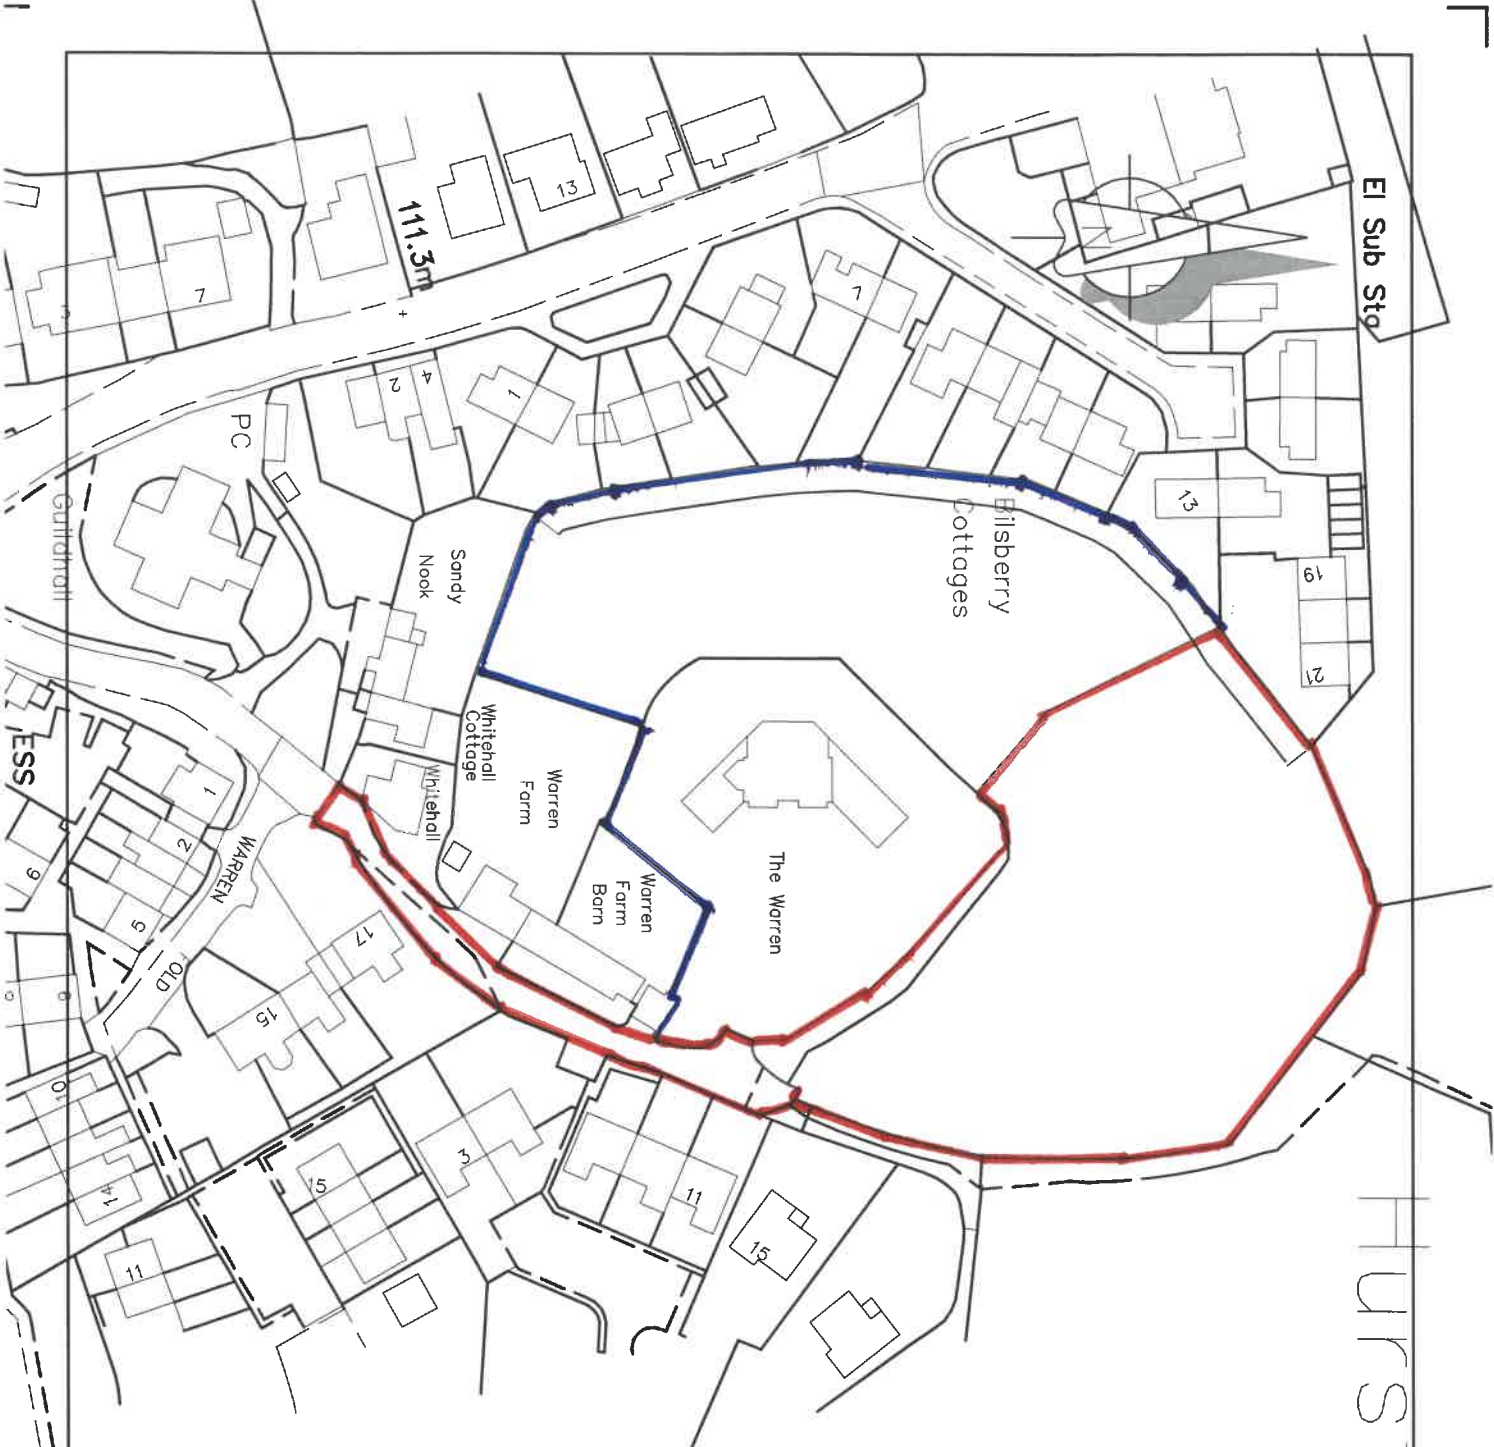 El Sub Sta
111.3m
13
7
7
2
4
1
PC
Guildhall
13
19
21
Bilsberry
Cottages
Sandy
Nook
Whitehall
Cottage
Whitehall
Warren
Farm
Warren
Farm
Barn
The Warren
ESS
1
2
5
6
WARREN
OLD
17
15
10
14
11
15
3
11
15
Hurs